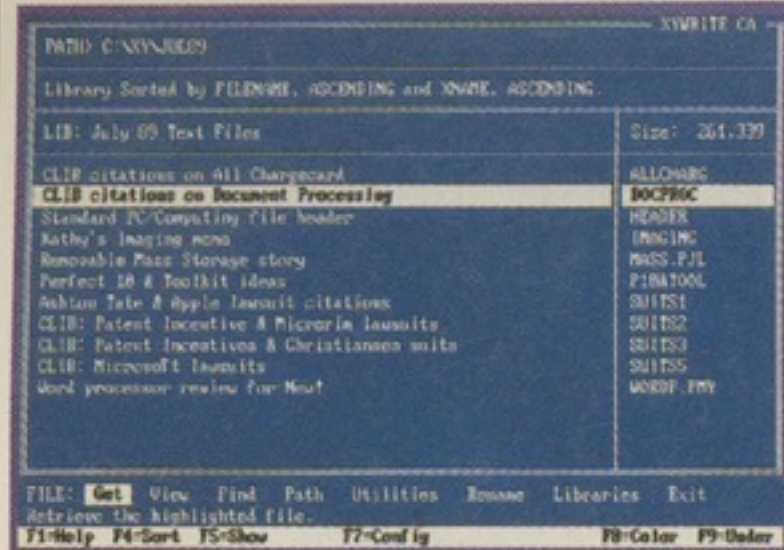 XYWRITE CA
PATH> C:\XY\JUL89
Library Sorted by FILENAME, ASCENDING and XNAME, ASCENDING.
LIB: July 89 Text Files Size: 261,339
CLIB citations on All Chargecard ALLCHARG
CLIB citations on Document Processing DOCPROC
Standard PC/Computing file header HEADER
Kathy's Imaging memo IMAGING
Removable Mass Storage story MASS.PJL
Perfect 10 & Toolkit ideas P10ATOOL
Ashton Tate & Apple lawsuit citations SUITS1
CLIB: Patent Incentive & Microrim lawsuits SUITS2
CLIB: Patent Incentives & Christiansen suits SUITS3
CLIB: Microsoft lawsuits SUITS5
Word processor review for New! WORDP.PMY
FILE: Get View Find Path Utilities Rename Libraries Exit
Retrieve the highlighted file.
F1=Help F4=Sort F5=Show F7=Config F8=Color F9=Undex